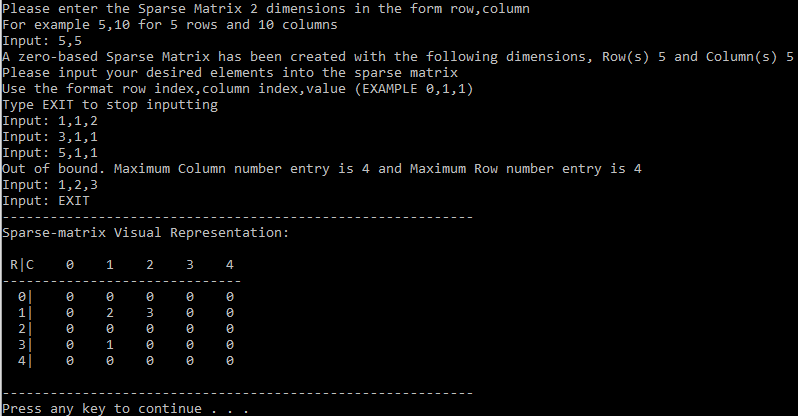 Please enter the Sparse Matrix 2 dimensions in the form row,column
For example 5,10 for 5 rows and 10 columns
Input: 5,5
A zero-based Sparse Matrix has been created with the following dimensions, Row(s) 5 and Column(s) 5
Please input your desired elements into the sparse matrix
Use the format row index,column index,value (EXAMPLE 0,1,1)
Type EXIT to stop inputting
Input: 1,1,2
Input: 3,1,1
Input: 5,1,1
Out of bound. Maximum Column number entry is 4 and Maximum Row number entry is 4
Input: 1,2,3
Input: EXIT
-----------------------------------------------------------
Sparse-matrix Visual Representation:
R|C    0    1    2    3    4
------------------------------
0|    0    0    0    0    0
1|    0    2    3    0    0
2|    0    0    0    0    0
3|    0    1    0    0    0
4|    0    0    0    0    0
-----------------------------------------------------------
Press any key to continue . . .